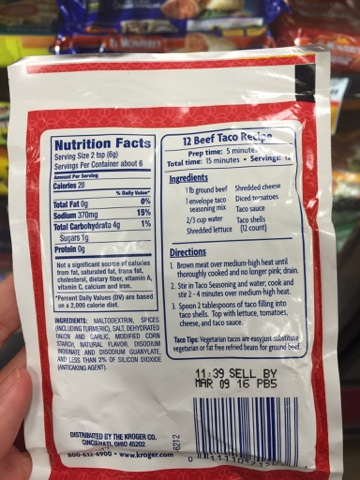 Nutrition Facts
Serving Size 2 tsp (6g)
Servings Per Container about 6
Amount Per Serving
Calories 20
% Daily Value*
Total Fat 0g 0%
Sodium 370mg 15%
Total Carbohydrate 4g 1%
Sugars 1g
Protein 0g
Not a significant source of calories
from fat, saturated fat, trans fat,
cholesterol, dietary fiber, vitamin A,
vitamin C, calcium and iron.
*Percent Daily Values (DV) are based
on a 2,000 calorie diet.
INGREDIENTS: MALTODEXTRIN, SPICES
(INCLUDING TURMERIC), SALT, DEHYDRATED
ONION AND GARLIC, MODIFIED CORN
STARCH, NATURAL FLAVOR, DISODIUM
INOSINATE AND DISODIUM GUANYLATE,
AND LESS THAN 2% OF SILICON DIOXIDE
(ANTICAKING AGENT).
DISTRIBUTED BY THE KROGER CO.
CINCINNATI, OHIO 45202
800-632-6900 • www.kroger.com
12 Beef Taco Recipe
Prep time: 5 minutes
Total time: 15 minutes • Servings: 12
Ingredients
1 lb ground beef
1 envelope taco
seasoning mix
2/3 cup water
Shredded lettuce
Shredded cheese
Diced tomatoes
Taco sauce
Taco shells
(12 count)
Directions
1. Brown meat over medium-high heat until
thoroughly cooked and no longer pink; drain.
2. Stir in Taco Seasoning and water; cook and
stir 2 - 4 minutes over medium-high heat.
3. Spoon 2 tablespoons of taco filling into
taco shells. Top with lettuce, tomatoes,
cheese, and taco sauce.
Taco Tips: Vegetarian tacos are easy, just substitute
vegetarian or fat free refried beans for ground beef.
11:39 SELL BY
MAR 09 16 PB5
6212